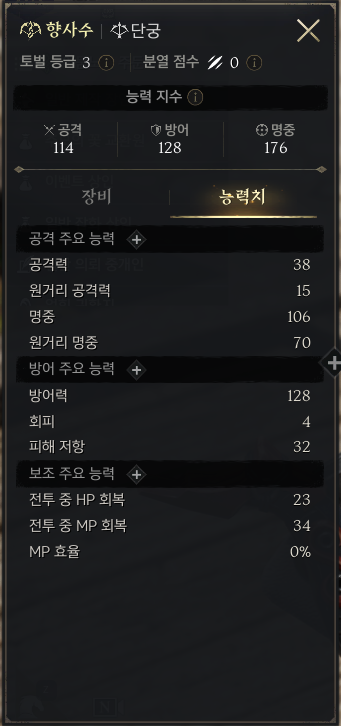 향사수 | 단궁
토벌 등급 3 분열 점수 0
능력 지수
공격 방어 명중
114 128 176
장비 능력치
공격 주요 능력
공격력 38
원거리 공격력 15
명중 106
원거리 명중 70
방어 주요 능력
방어력 128
회피 4
피해 저항 32
보조 주요 능력
전투 중 HP 회복 23
전투 중 MP 회복 34
MP 효율 0%